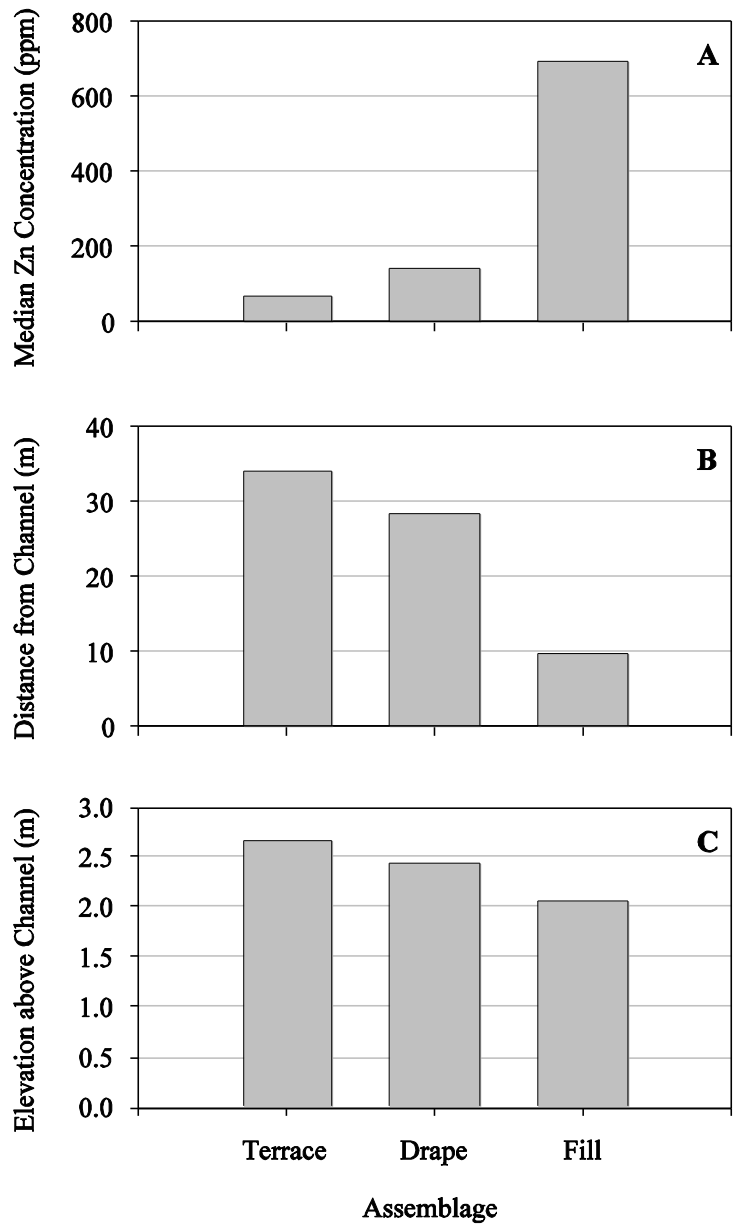 Median Zn Concentration (ppm)
800
600
400
200
0
A
Distance from Channel (m)
40
30
20
10
0
B
Elevation above Channel (m)
3.0
2.5
2.0
1.5
1.0
0.5
0.0
C
Terrace Drape Fill
Assemblage